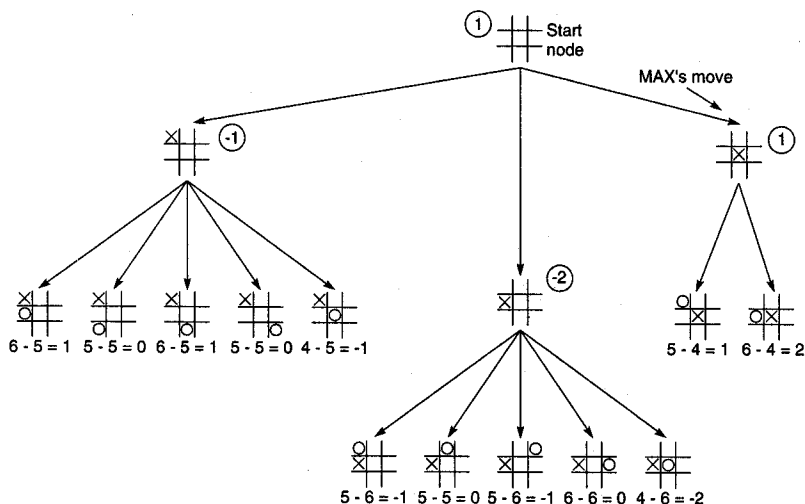 1
Start
node
MAX's move
-1
1
-2
6 - 5 = 1 5 - 5 = 0 6 - 5 = 1 5 - 5 = 0 4 - 5 = -1
5 - 4 = 1 6 - 4 = 2
5 - 6 = -1 5 - 5 = 0 5 - 6 = -1 6 - 6 = 0 4 - 6 = -2